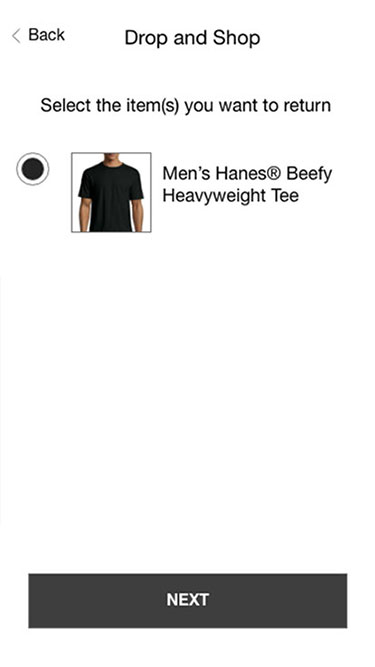 Back
Drop and Shop
Select the item(s) you want to return
Men's Hanes® Beefy
Heavyweight Tee
NEXT